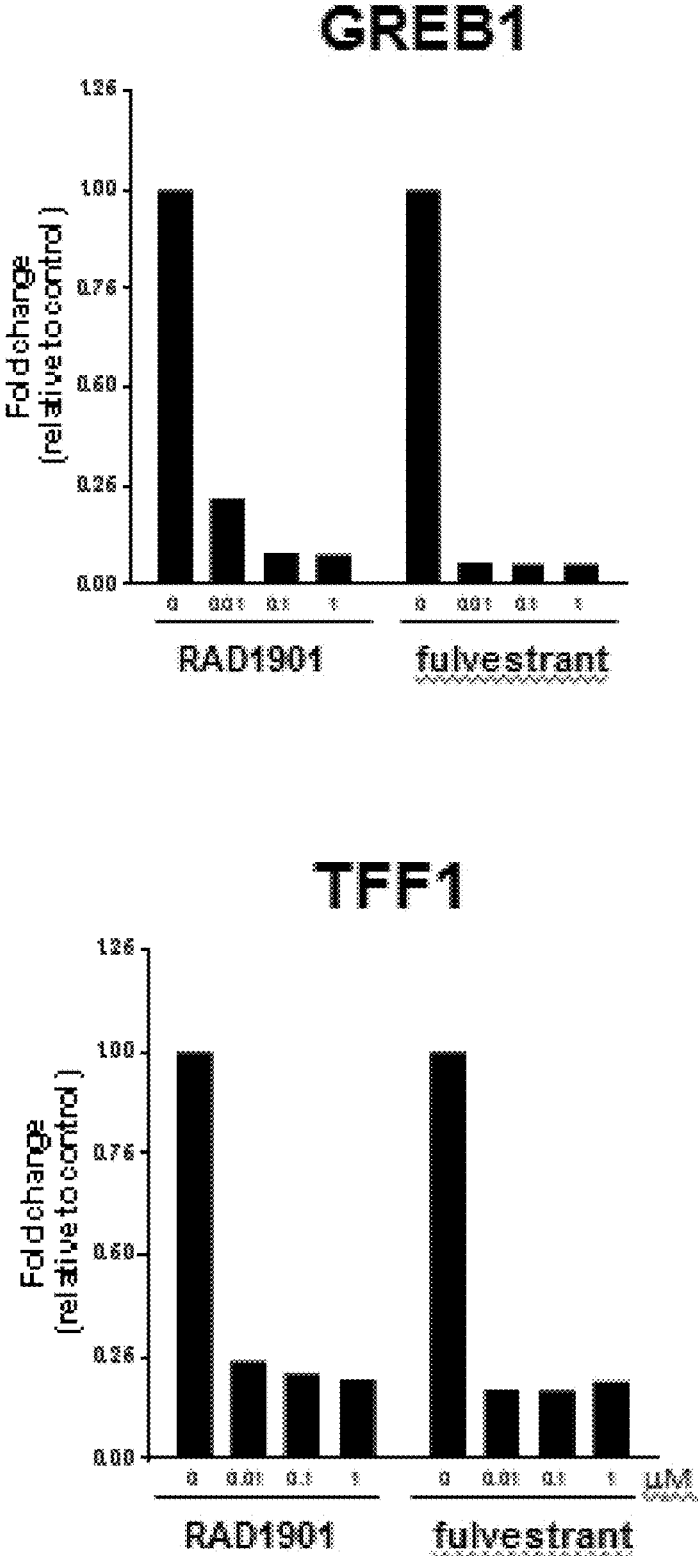 GREB1
Fold change
(relative to control)
1.25
1.00
0.75
0.50
0.25
0.00
0 0.01 0.1 1 0 0.01 0.1 1
RAD1901 fulvestrant
TFF1
Fold change
(relative to control)
1.25
1.00
0.75
0.50
0.25
0.00
0 0.01 0.1 1 0 0.01 0.1 1 µM
RAD1901 fulvestrant